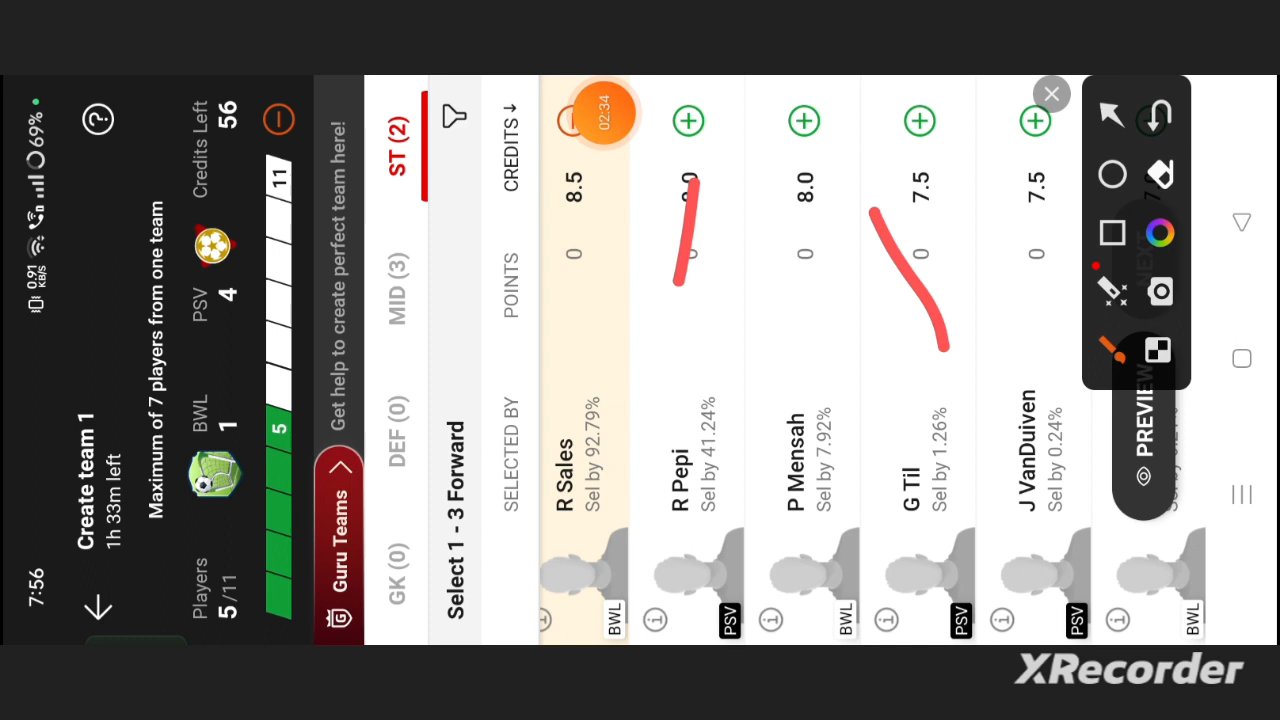 7:56
0.91 KB/S
69%
Create team 1
1h 33m left
Maximum of 7 players from one team
Players
BWL
PSV
Credits Left
5 /11
1
4
56
5
11
Guru Teams
Get help to create perfect team here!
GK (0)
DEF (0)
MID (3)
ST (2)
Select 1 - 3 Forward
SELECTED BY
POINTS
CREDITS ↓
R Sales
Sel by 92.79%
BWL
0
8.5
02:34
R Pepi
Sel by 41.24%
PSV
P Mensah
Sel by 7.92%
BWL
0
8.0
G Til
Sel by 1.26%
PSV
0
7.5
J VanDuiven
Sel by 0.24%
PSV
0
7.5
BWL
PREVIEW
NEXT
XRecorder